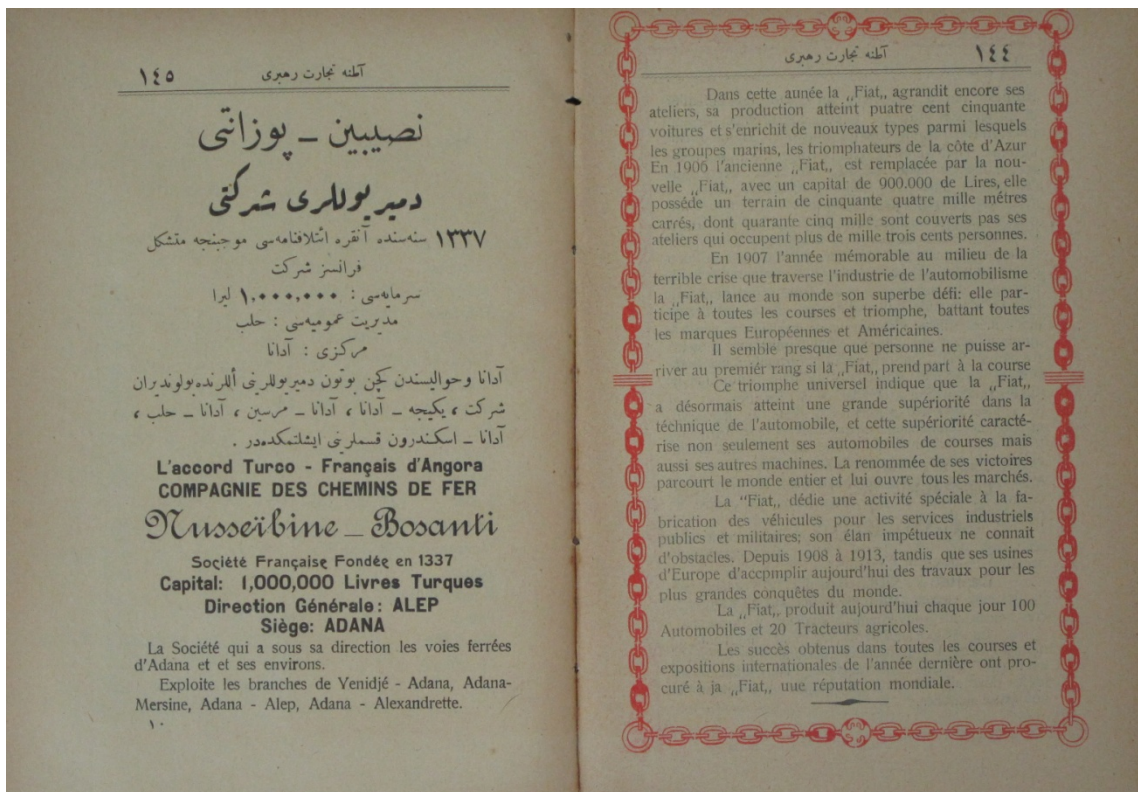 آطنه تجارت رهبری ١٤٤
Dans cette aunée la „Fiat„ agrandit encore ses
ateliers, sa production atteint puatre cent cinquante
voitures et s'enrichit de nouveaux types parmi lesquels
les groupes marins, les triomphateurs de la côte d'Azur
En 1906 l'ancienne „Fiat„ est remplacée par la nou-
velle „Fiat„ avec un capital de 900.000 de Lires, elle
posséde un terrain de cinquante quatre mille métres
carrés, dont quarante cinq mille sont couverts pas ses
ateliers qui occupent plus de mille trois cents personnes.
En 1907 l'année mémorable au milieu de la
terrible crise que traverse l'industrie de l'automobilisme
la „Fiat„ lance au monde son superbe défi: elle par-
ticipe à toutes les courses et triomphe, battant toutes
les marques Européennes et Américaines.
Il semble presque que personne ne puisse ar-
river au premiér rang si la „Fiat„ prend part à la course
Ce triomphe universel indique que la „Fiat„
a désormais atteint une grande supériorité dans la
téchnique de l'automobile, et cette supériorité caracté-
rise non seulement ses automobiles de courses mais
aussi ses autres machines. La renommée de ses victoires
parcourt le monde entier et lui ouvre tous les marchés.
La “Fiat„ dédie une activité spéciale à la fa-
brication des véhicules pour les services industriels
publics et militaires; son élan impétueux ne connait
d'obstacles, Depuis 1908 à 1913, tandis que ses usines
d'Europe d'accpmplir aujourd'hui des travaux pour les
plus grandes conquêtes du monde.
La „Fiat„ produit aujourd'hui chaque jour 100
Automobiles et 20 Tracteurs agricoles.
Les succès obtenus dans toutes les courses et
expositions internationales de l'année dernière ont pro-
curé à ja „Fiat„ uue réputation mondiale.
آطنه تجارت رهبری ١٤٥
نصیبین ـ پوزانتی
دمیریوللری شرکتی
١٣٣٧ سنه‌سنده آنقره ائتلافنامه‌سی موجبنجه متشکل
فرانسز شرکت
سرمایه‌سی : ١,٠٠٠,٠٠٠ لیرا
مدیریت عمومیه‌سی : حلب
مرکزی : آدانا
آدانا وحوالیسندن کچن بوتون دمیریوللرینی أللرنده بولوندیران
شرکت ، یکیجه ـ آدانا ، آدانا ـ مرسین ، آدانا ـ حلب ،
آدانا ـ اسکندرون قسملرینی ایشلتمکده‌در .
L'accord Turco - Français d'Angora
COMPAGNIE DES CHEMINS DE FER
Nusseïbine _ Bosanti
Société Française Fondée en 1337
Capital: 1,000,000 Livres Turques
Direction Générale: ALEP
Siège: ADANA
La Société qui a sous sa direction les voies ferrées
d'Adana et et ses environs.
Exploite les branches de Yenidjé - Adana, Adana-
Mersine, Adana - Alep, Adana - Alexandrette.
١٠